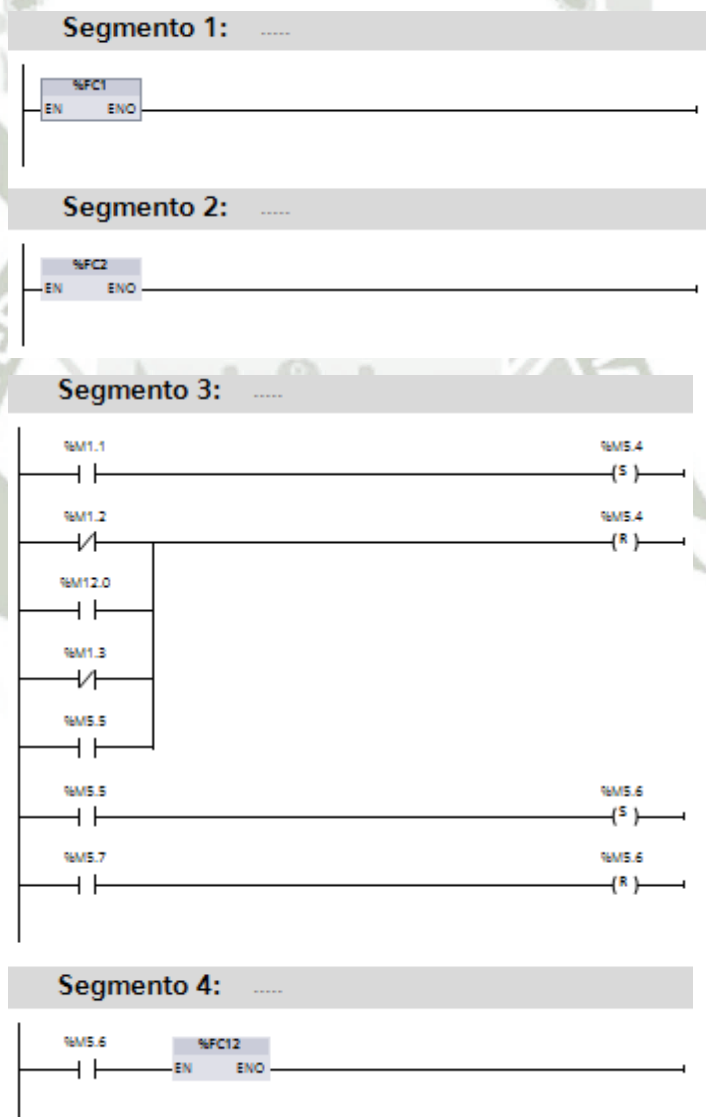 Segmento 1: .....
%FC1
EN ENO
Segmento 2: .....
%FC2
EN ENO
Segmento 3: .....
%M1.1 %M5.4
S
%M1.2 %M5.4
R
%M12.0
%M1.3
%M5.5
%M5.5 %M5.6
S
%M5.7 %M5.6
R
Segmento 4: .....
%M5.6 %FC12
EN ENO